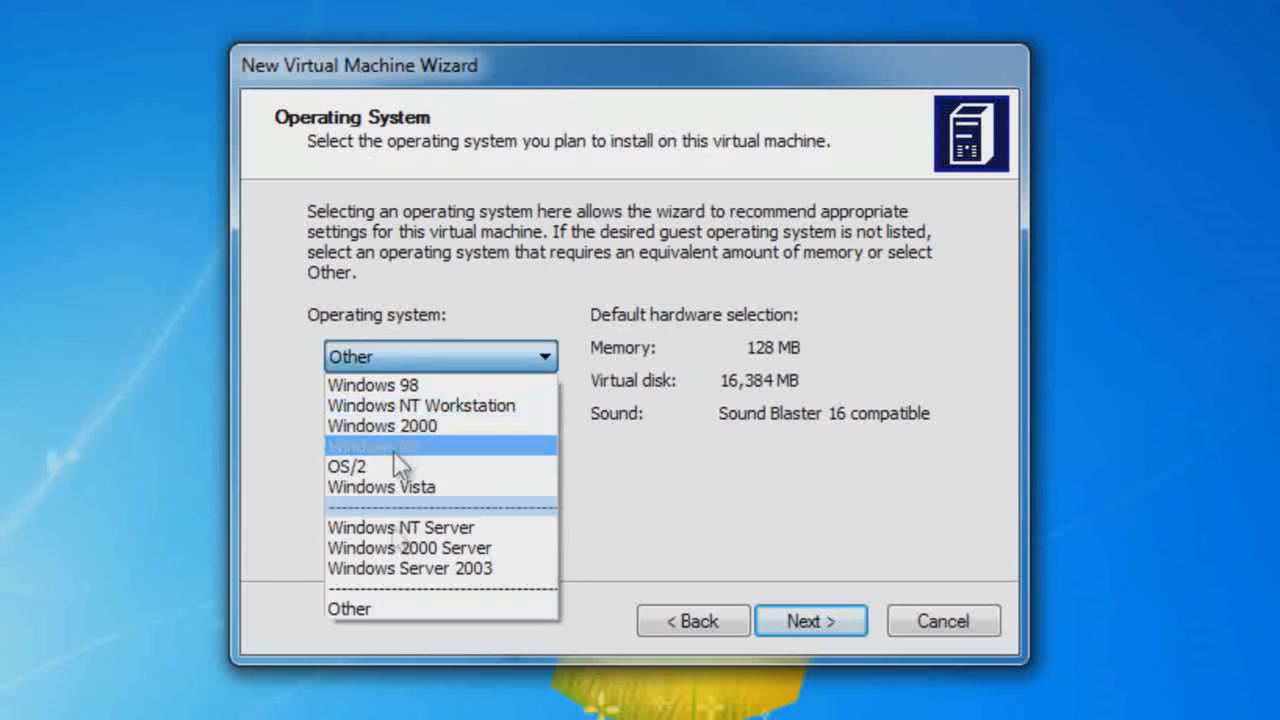 New Virtual Machine Wizard
Operating System
Select the operating system you plan to install on this virtual machine.
Selecting an operating system here allows the wizard to recommend appropriate
settings for this virtual machine. If the desired guest operating system is not listed,
select an operating system that requires an equivalent amount of memory or select
Other.
Operating system:
Other
Windows 98
Windows NT Workstation
Windows 2000
Windows
OS/2
Windows Vista
Windows NT Server
Windows 2000 Server
Windows Server 2003
Other
Default hardware selection:
Memory: 128 MB
Virtual disk: 16,384 MB
Sound: Sound Blaster 16 compatible
< Back
Next >
Cancel